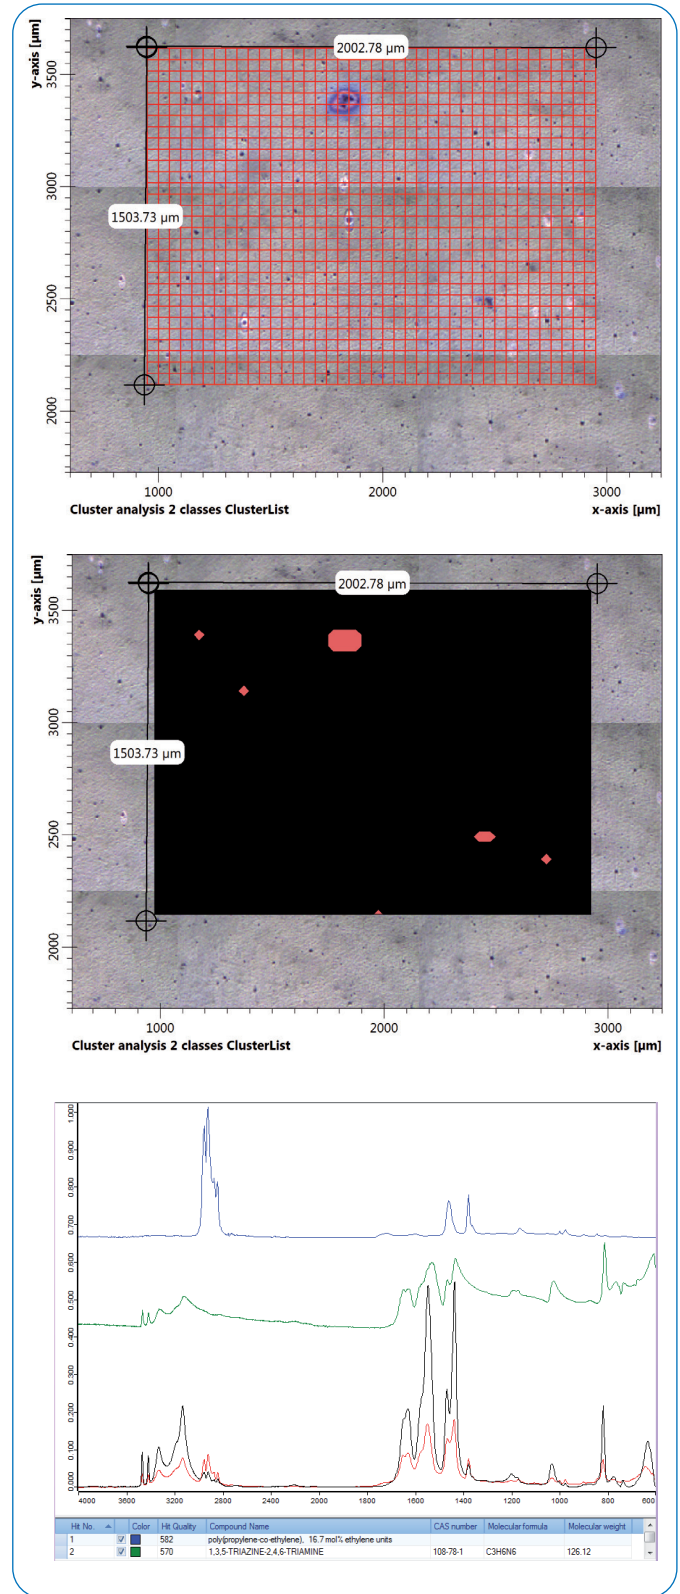 y-axis [µm]
3500
3000
2500
2000
2002.78 µm
1503.73 µm
1000
2000
3000
Cluster analysis 2 classes ClusterList
x-axis [µm]
y-axis [µm]
3500
3000
2500
2000
2002.78 µm
1503.73 µm
1000
2000
3000
Cluster analysis 2 classes ClusterList
x-axis [µm]
1.000
0.900
0.800
0.700
0.600
0.500
0.400
0.300
0.200
0.100
0.000
4000 3600 3200 2800 2400 2000 1800 1600 1400 1200 1000 800 600
Hit No. Color Hit Quality Compound Name CAS number Molecular formula Molecular weight
1 582 poly(propylene-co-ethylene), 16.7 mol% ethylene units
2 570 1,3,5-TRIAZINE-2,4,6-TRIAMINE 108-78-1 C3H6N6 126.12